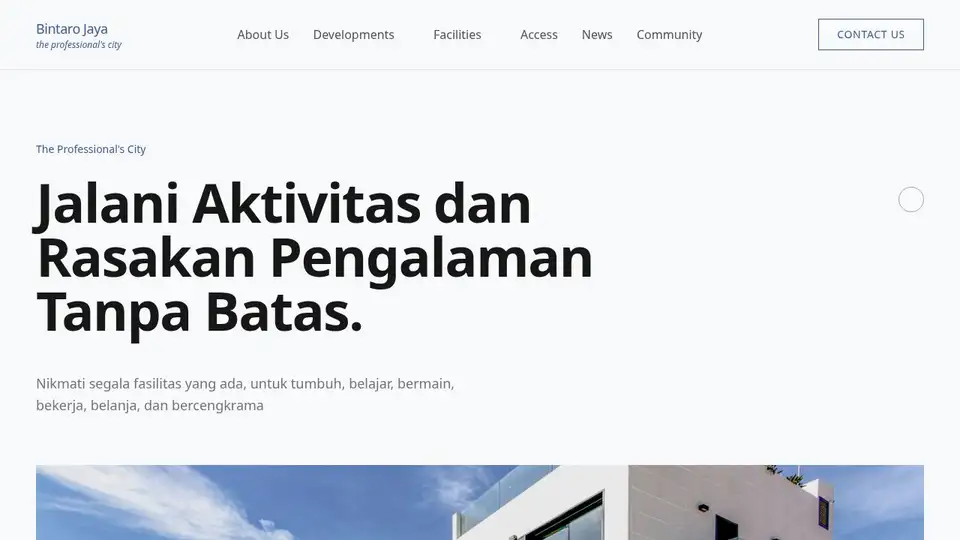 Bintaro Jaya
the professional's city
About Us
Developments
Facilities
Access
News
Community
CONTACT US
The Professional's City
Jalani Aktivitas dan
Rasakan Pengalaman
Tanpa Batas.
Nikmati segala fasilitas yang ada, untuk tumbuh, belajar, bermain,
bekerja, belanja, dan bercengkrama